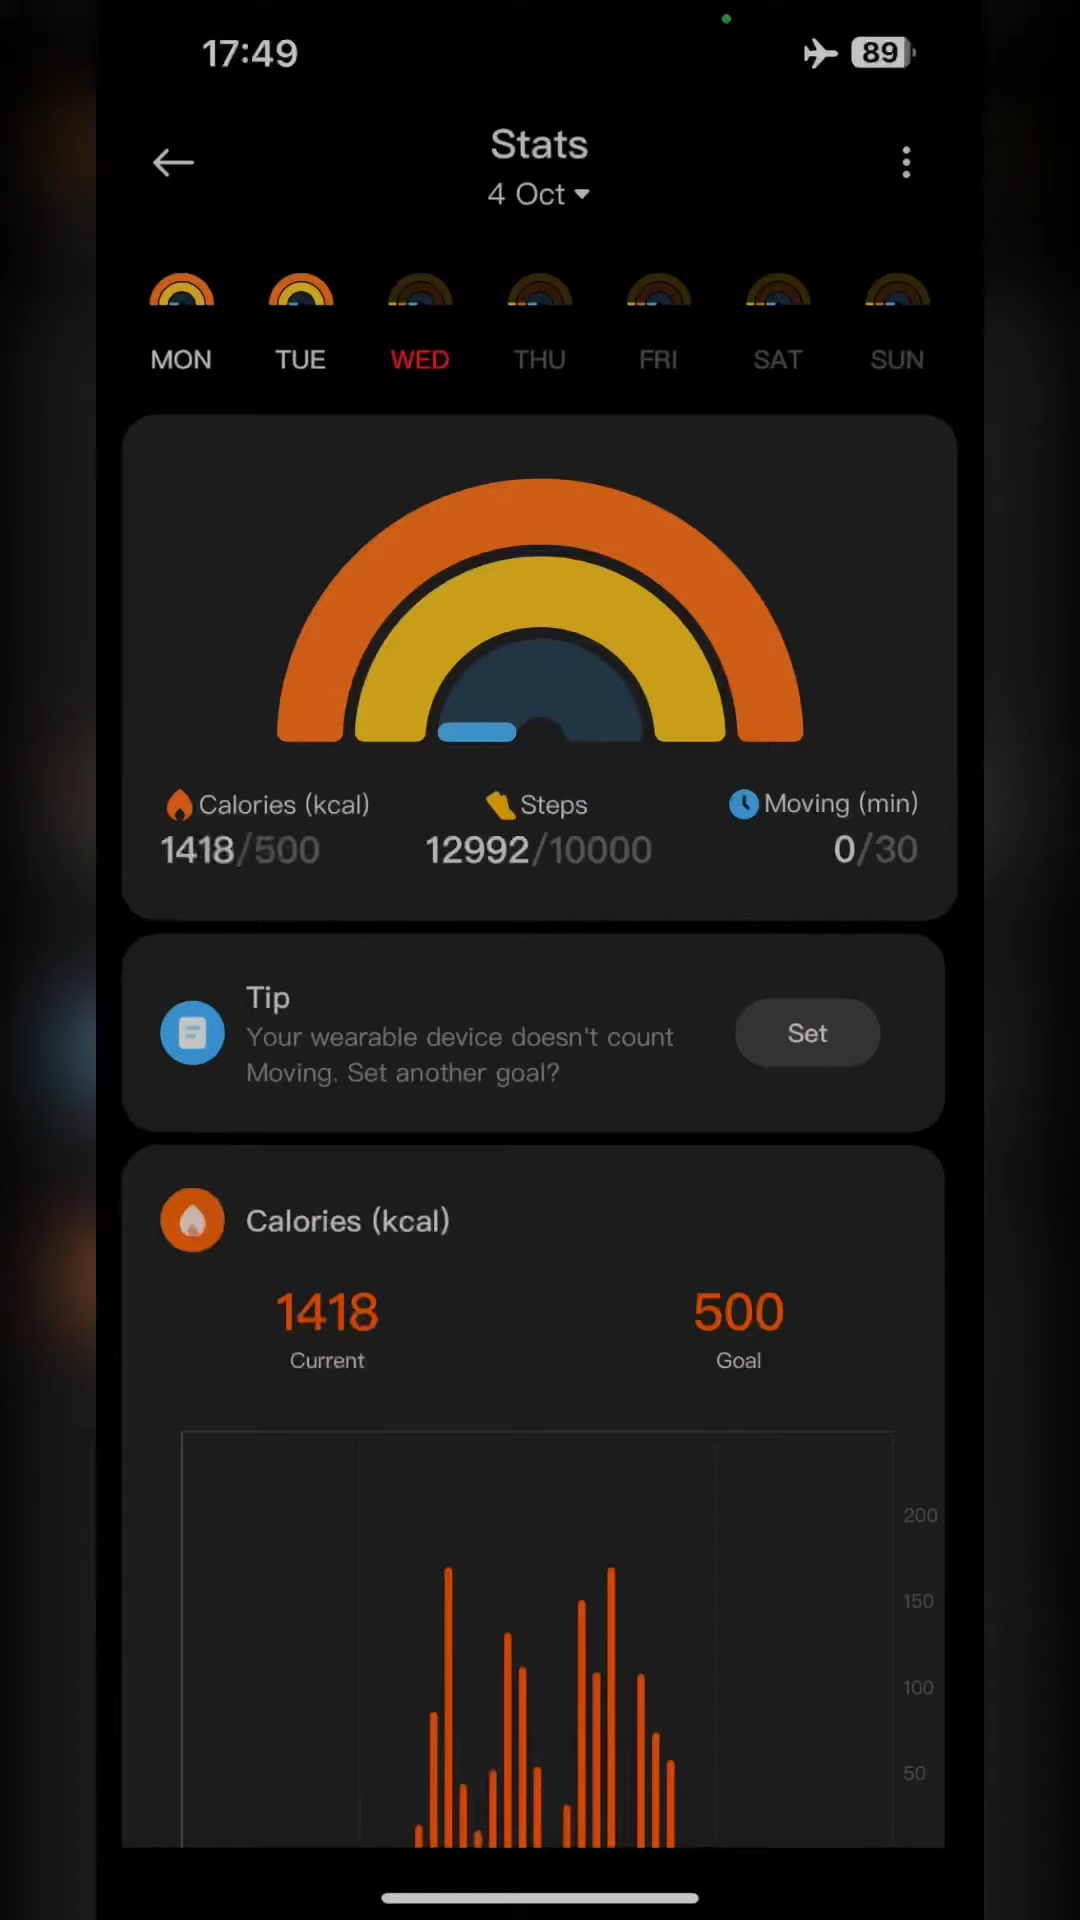 17:49
89
Stats
4 Oct
MON TUE WED THU FRI SAT SUN
Calories (kcal) Steps Moving (min)
1418/500 12992/10000 0/30
Tip
Your wearable device doesn't count
Moving. Set another goal?
Set
Calories (kcal)
1418 500
Current Goal
200
150
100
50